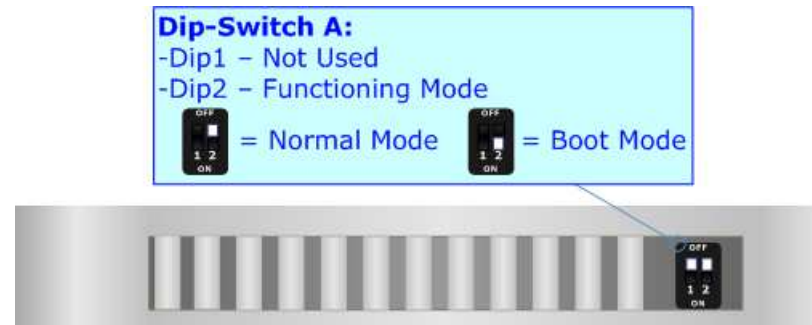 Dip-Switch A:
-Dip1 – Not Used
-Dip2 – Functioning Mode
OFF
1 2
ON
= Normal Mode
OFF
1 2
ON
= Boot Mode
OFF
1 2
ON